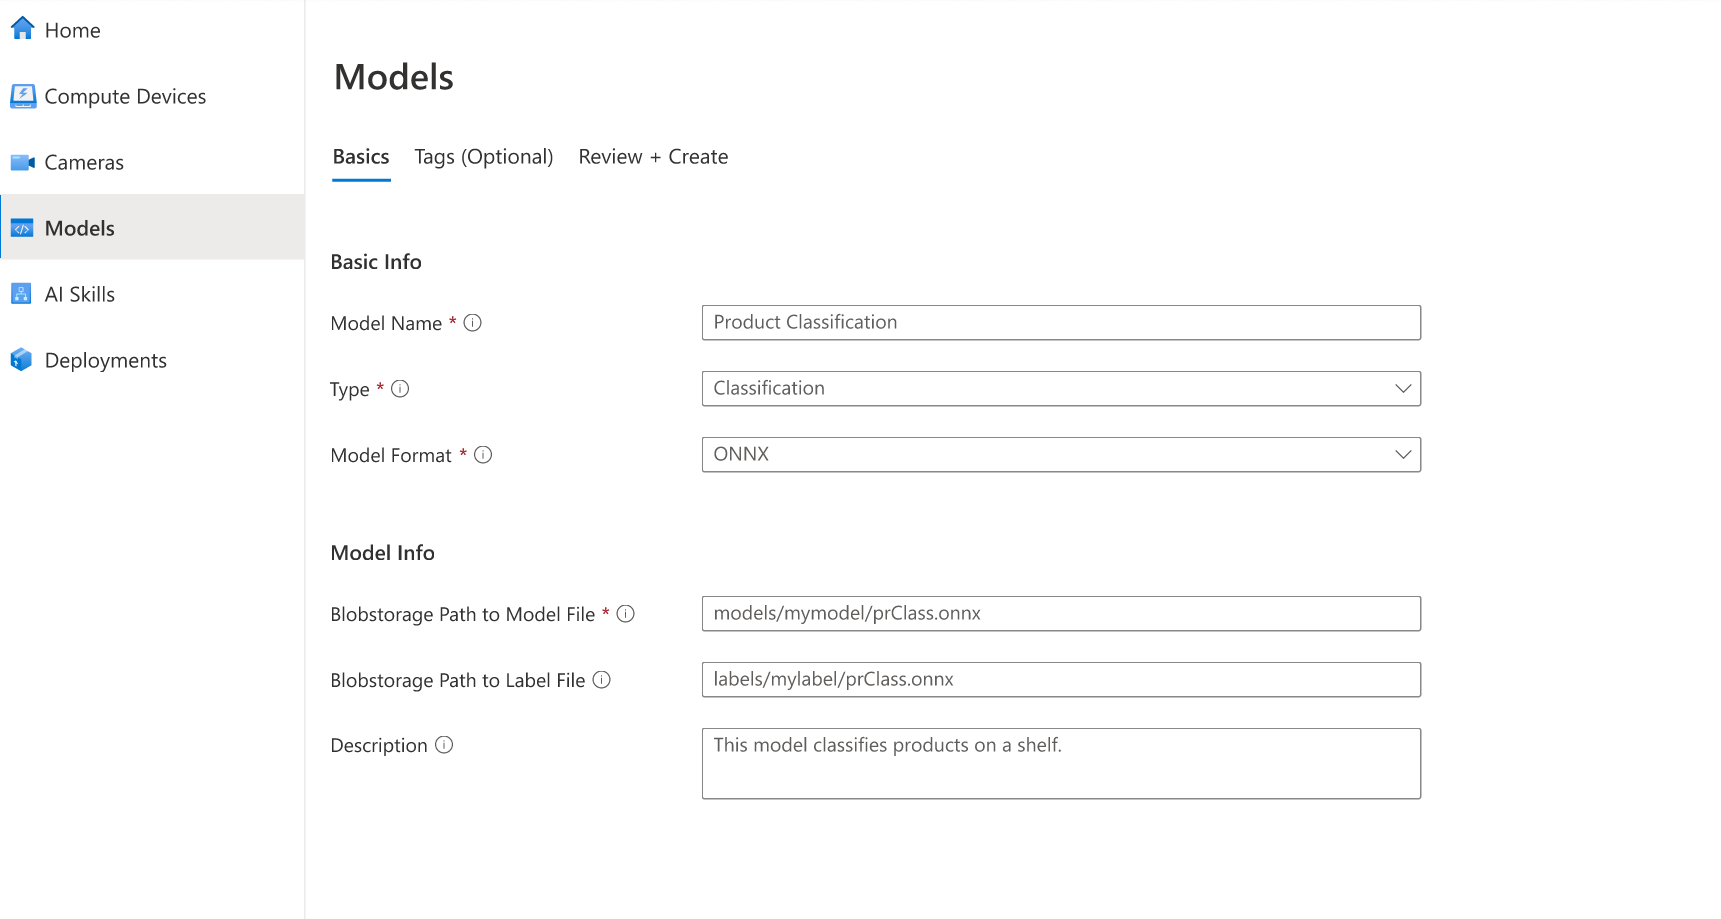 Home
Compute Devices
Cameras
Models
AI Skills
Deployments
Models
Basics Tags (Optional) Review + Create
Basic Info
Model Name * Product Classification
Type * Classification
Model Format * ONNX
Model Info
Blobstorage Path to Model File * models/mymodel/prClass.onnx
Blobstorage Path to Label File labels/mylabel/prClass.onnx
Description This model classifies products on a shelf.